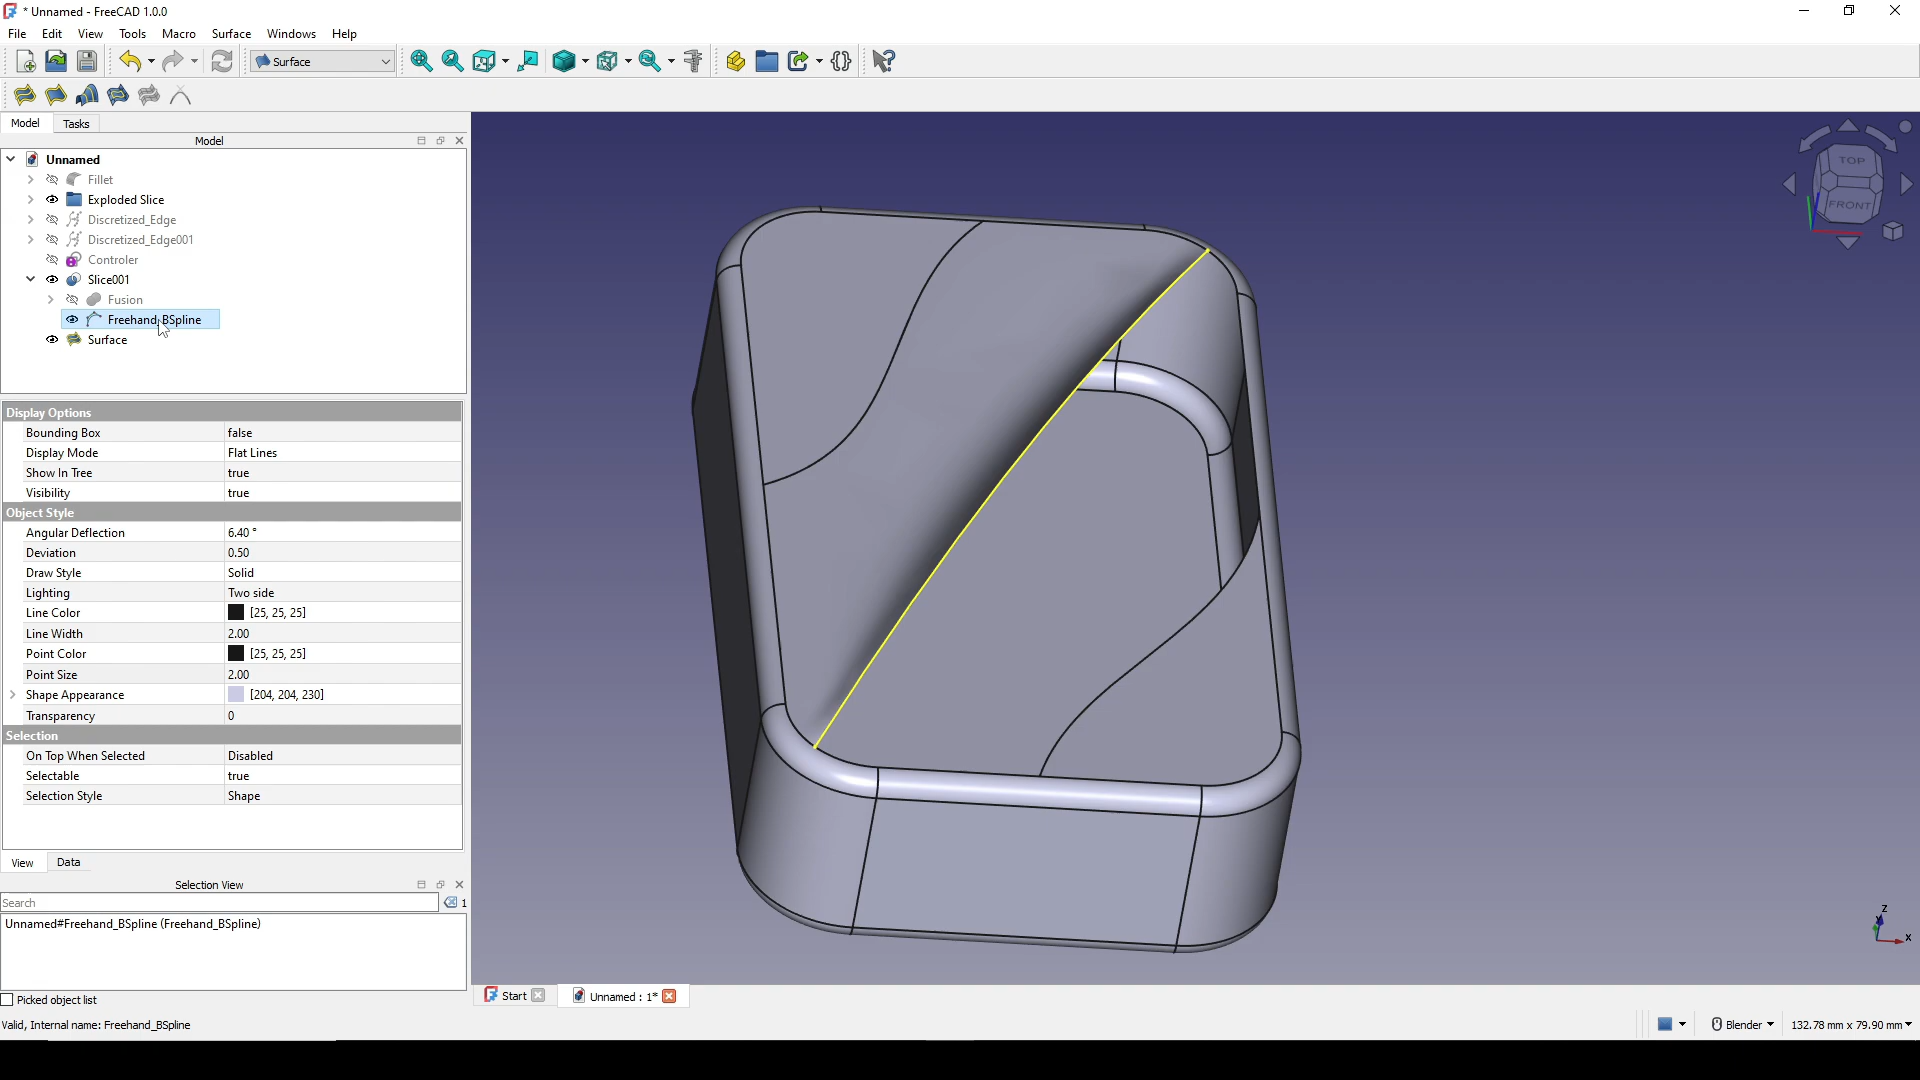 * Unnamed - FreeCAD 1.0.0
File Edit View Tools Macro Surface Windows Help
Surface
Model Tasks
Model
Unnamed
Fillet
Exploded Slice
Discretized_Edge
Discretized_Edge001
Controler
Slice001
Fusion
Freehand_BSpline
Surface
Display Options
Bounding Box false
Display Mode Flat Lines
Show In Tree true
Visibility true
Object Style
Angular Deflection 6.40 °
Deviation 0.50
Draw Style Solid
Lighting Two side
Line Color [25, 25, 25]
Line Width 2.00
Point Color [25, 25, 25]
Point Size 2.00
Shape Appearance [204, 204, 230]
Transparency 0
Selection
On Top When Selected Disabled
Selectable true
Selection Style Shape
View Data
Selection View
Search 1
Unnamed#Freehand_BSpline (Freehand_BSpline)
Picked object list
Valid, Internal name: Freehand_BSpline
TOP
FRONT
Z
Y
X
Start Unnamed : 1*
Blender 132.78 mm x 79.90 mm